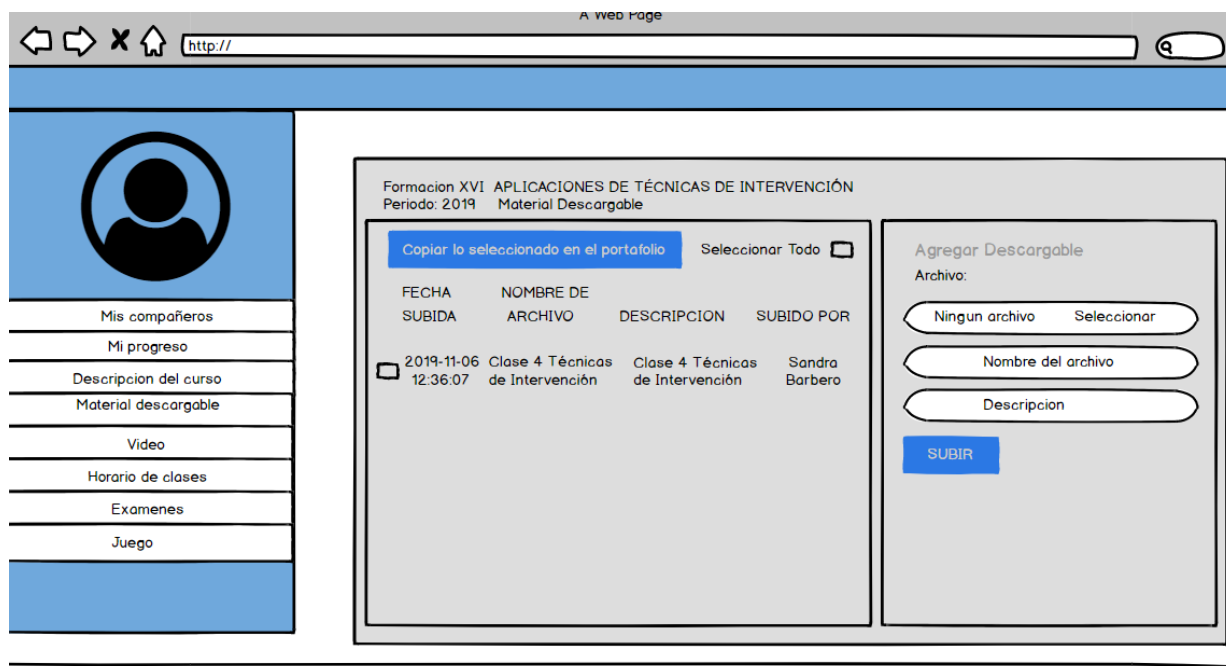 A Web Page
http://
Mis compañeros
Mi progreso
Descripcion del curso
Material descargable
Video
Horario de clases
Examenes
Juego
Formacion XVI APLICACIONES DE TÉCNICAS DE INTERVENCIÓN
Periodo: 2019 Material Descargable
Copiar lo seleccionado en el portafolio Seleccionar Todo
FECHA NOMBRE DE
SUBIDA ARCHIVO DESCRIPCION SUBIDO POR
2019-11-06 Clase 4 Técnicas Clase 4 Técnicas Sandra
12:36:07 de Intervención de Intervención Barbero
Agregar Descargable
Archivo:
Ningun archivo Seleccionar
Nombre del archivo
Descripcion
SUBIR